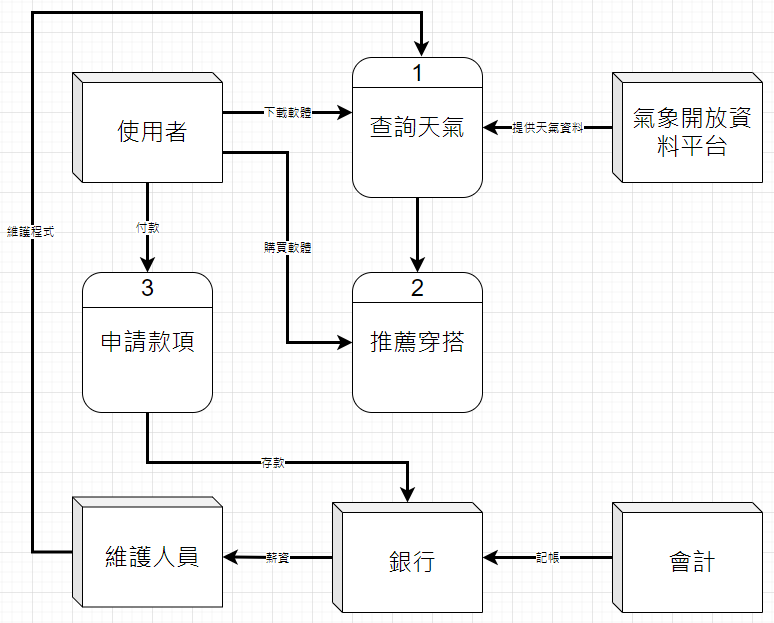 1
使用者
下載軟體
查詢天氣
提供天氣資料
氣象開放資
料平台
維護程式
付款
購買軟體
3
申請款項
2
推薦穿搭
存款
維護人員
薪資
銀行
記帳
會計